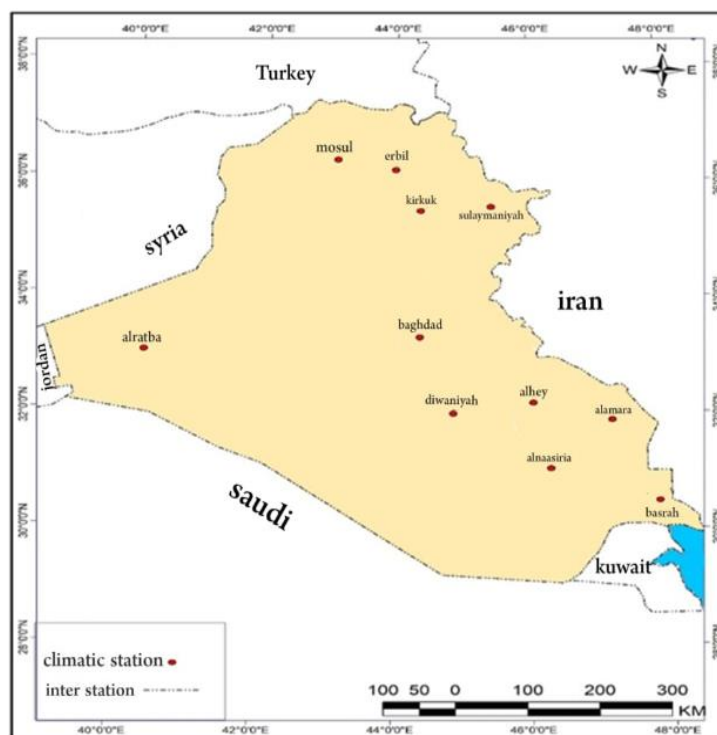 40°0'0"E 42°0'0"E 44°0'0"E 46°0'0"E 48°0'0"E
38°0'0"N
36°0'0"N
34°0'0"N
32°0'0"N
30°0'0"N
28°0'0"N
N
W E
S
Turkey
mosul
erbil
kirkuk
sulaymaniyah
syria
iran
baghdad
alratba
jordan
diwaniyah
alhey
alamara
alnaasiria
basrah
saudi
kuwait
climatic station
inter station
100 50 0 100 200 300
KM
40°0'0"E 42°0'0"E 44°0'0"E 46°0'0"E 48°0'0"E